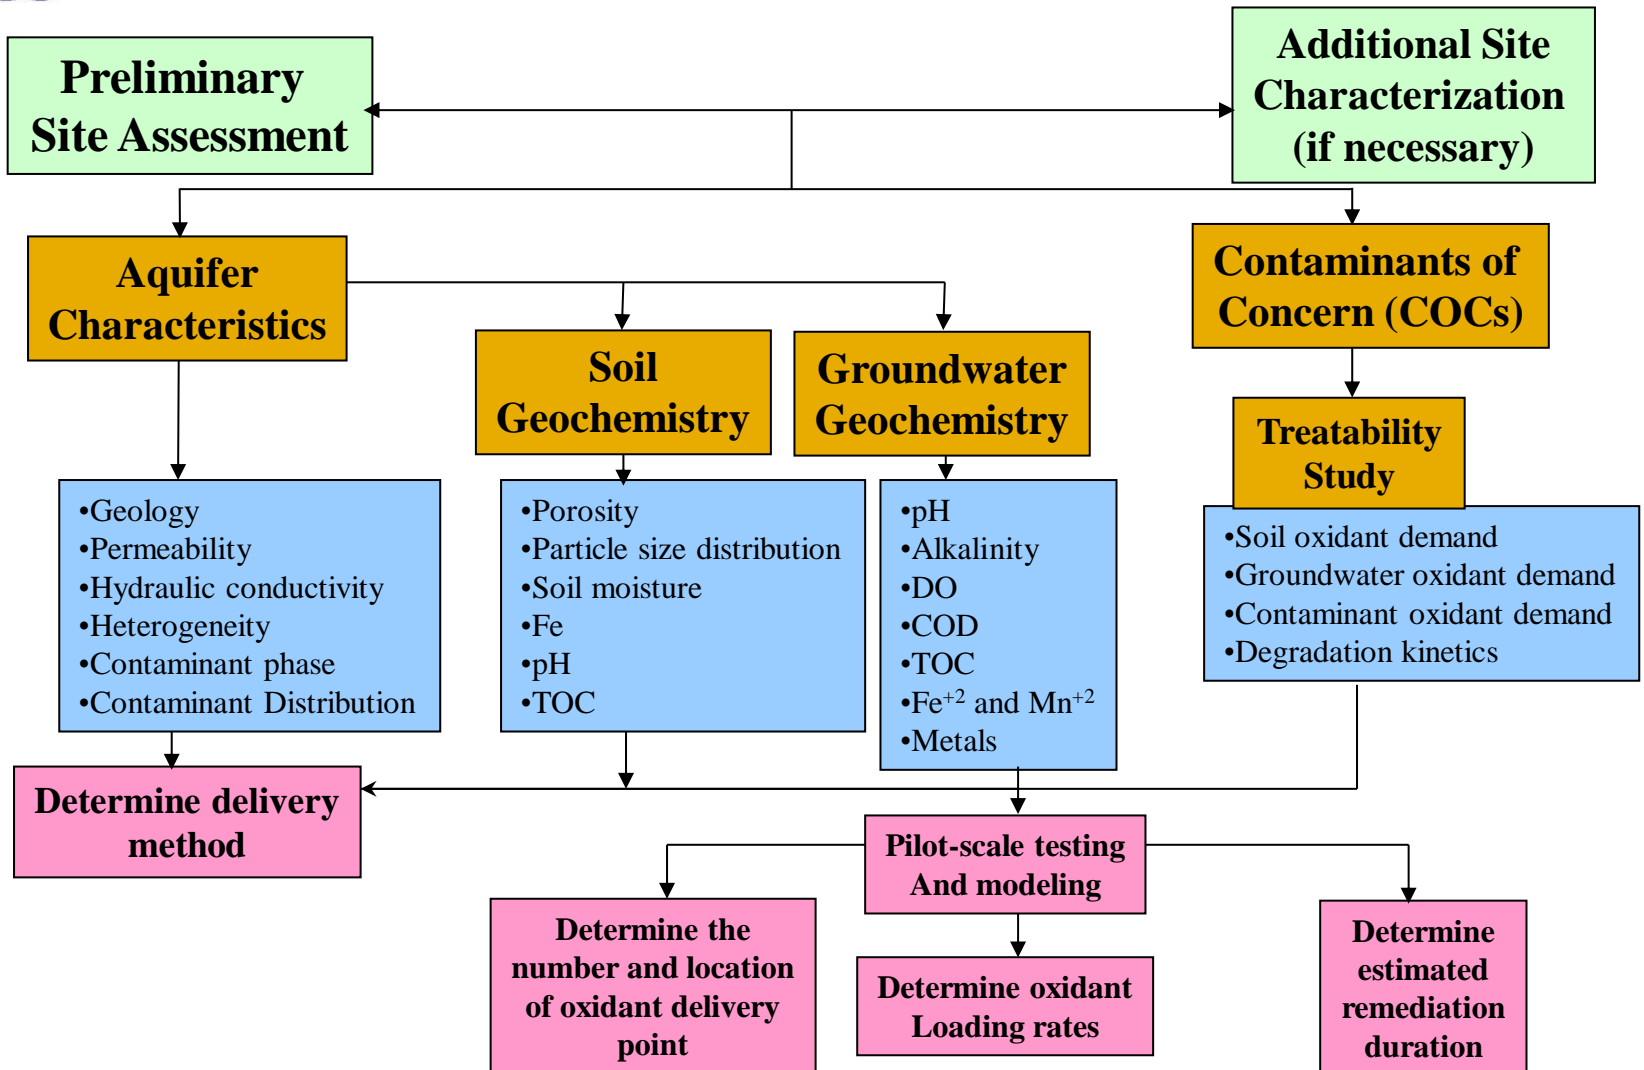 Preliminary
Site Assessment
Additional Site
Characterization
(if necessary)
Aquifer
Characteristics
Contaminants of
Concern (COCs)
Soil
Geochemistry
Groundwater
Geochemistry
Treatability
Study
•Geology
•Permeability
•Hydraulic conductivity
•Heterogeneity
•Contaminant phase
•Contaminant Distribution
•Porosity
•Particle size distribution
•Soil moisture
•Fe
•pH
•TOC
•pH
•Alkalinity
•DO
•COD
•TOC
•Fe+2 and Mn+2
•Metals
•Soil oxidant demand
•Groundwater oxidant demand
•Contaminant oxidant demand
•Degradation kinetics
Determine delivery
method
Pilot-scale testing
And modeling
Determine the
number and location
of oxidant delivery
point
Determine oxidant
Loading rates
Determine
estimated
remediation
duration